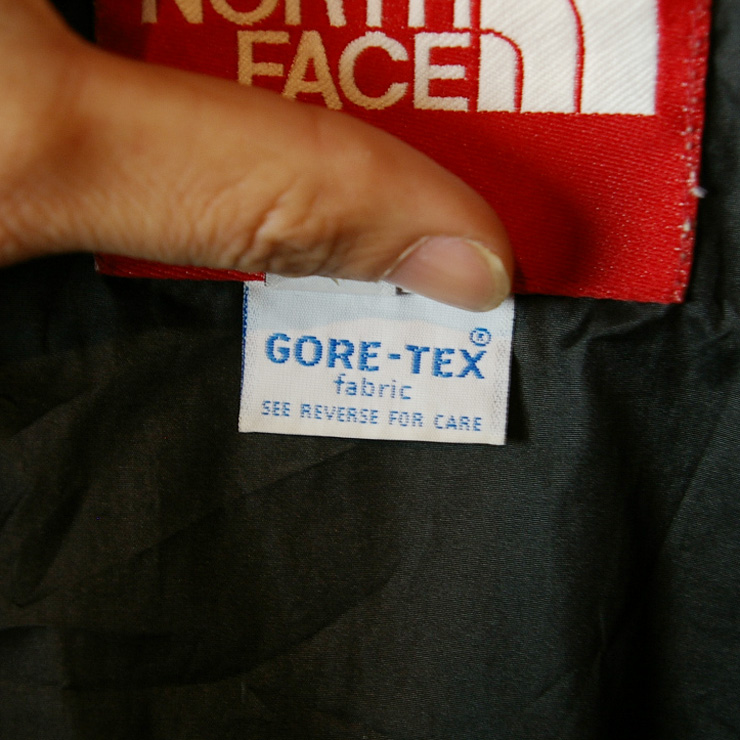 NORTH
FACE
GORE-TEX®
fabric
SEE REVERSE FOR CARE